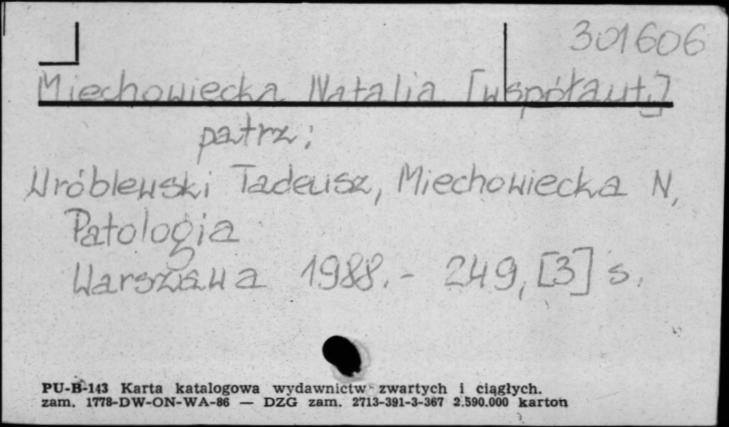 301606
Miechowiecka Natalia [współaut.]
patrz:
Wróblewski Tadeusz, Miechowiecka N,
Patologia
Warszawa 1988.- 249, [3] s.
PU-B-143 Karta katalogowa wydawnictw zwartych i ciągłych.
zam. 1778-DW-ON-WA-86 — DZG zam. 2713-391-3-367 2.590.000 karton